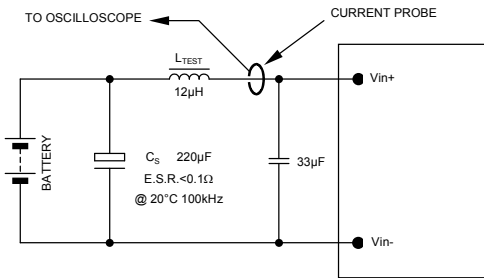 TO OSCILLOSCOPE
CURRENT PROBE
LTEST
12µH
Vin+
BATTERY
CS 220µF
E.S.R.<0.1Ω
@ 20°C 100kHz
33µF
Vin-